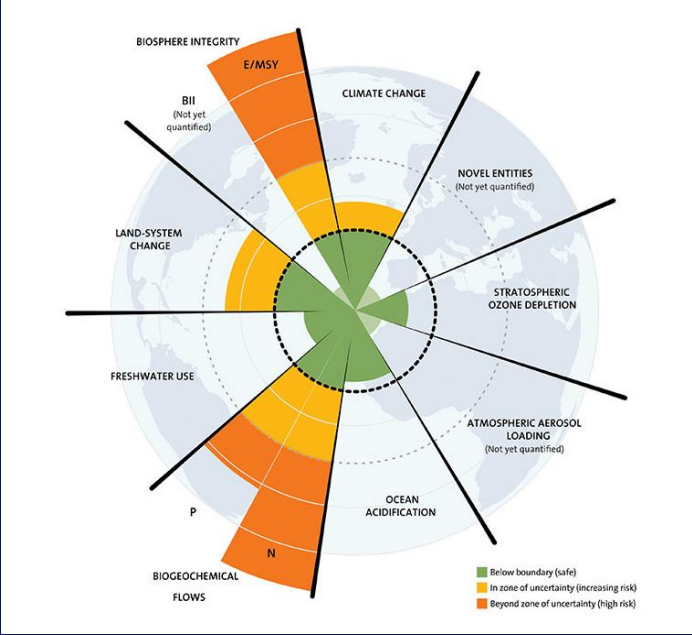 BIOSPHERE INTEGRITY
E/MSY
BII
(Not yet
quantified)
CLIMATE CHANGE
NOVEL ENTITIES
(Not yet quantified)
LAND-SYSTEM
CHANGE
STRATOSPHERIC
OZONE DEPLETION
FRESHWATER USE
ATMOSPHERIC AEROSOL
LOADING
(Not yet quantified)
OCEAN
ACIDIFICATION
P
N
BIOGEOCHEMICAL
FLOWS
Below boundary (safe)
In zone of uncertainty (increasing risk)
Beyond zone of uncertainty (high risk)